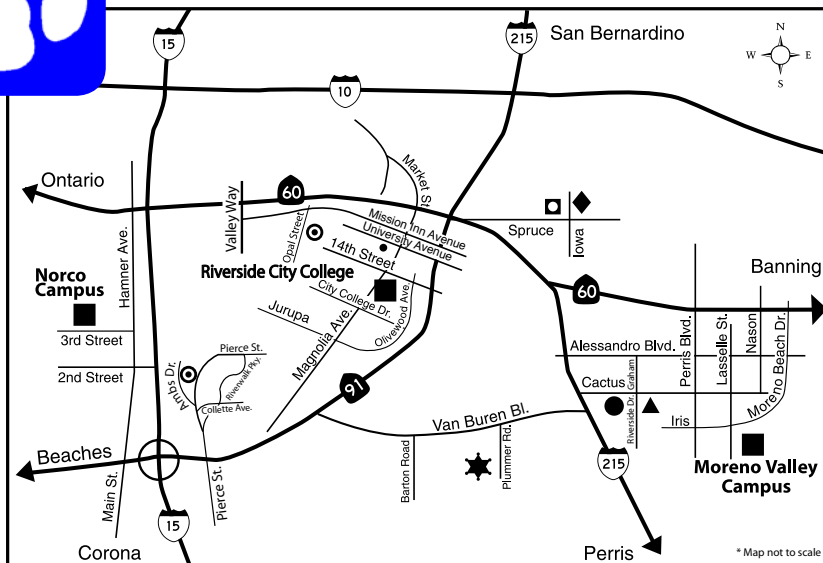 15
215
San Bernardino
N
W E
S
10
Ontario
Hamner Ave.
Valley Way
60
Opal Street
Market St.
Mission Inn Avenue
University Avenue
14th Street
Spruce
Iowa
Riverside City College
City College Dr.
Olivewood Ave.
Jurupa
Magnolia Ave.
Norco
Campus
3rd Street
2nd Street
Ambs Dr.
Pierce St.
Riverwalk Pky.
Collette Ave.
91
60
Banning
Alessandro Blvd.
Perris Blvd.
Lasselle St.
Nason
Moreno Beach Dr.
Cactus
Graham
Riverside Dr.
Iris
Van Buren Bl.
Barton Road
Plummer Rd.
215
Moreno Valley
Campus
Beaches
Main St.
Pierce St.
15
Corona
Perris
* Map not to scale